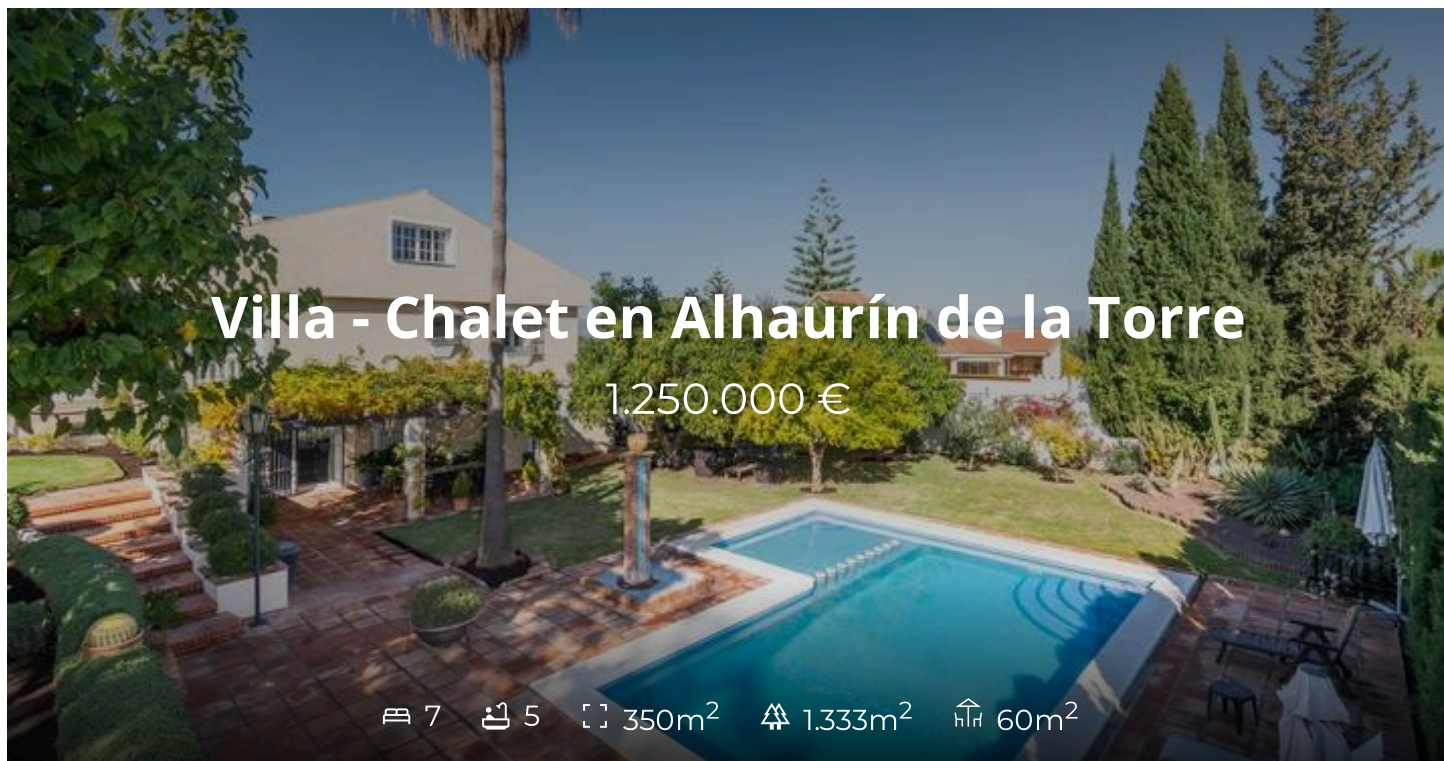 Villa - Chalet en Alhaurín de la Torre
1.250.000 €
7 5 350m² 1.333m² 60m²